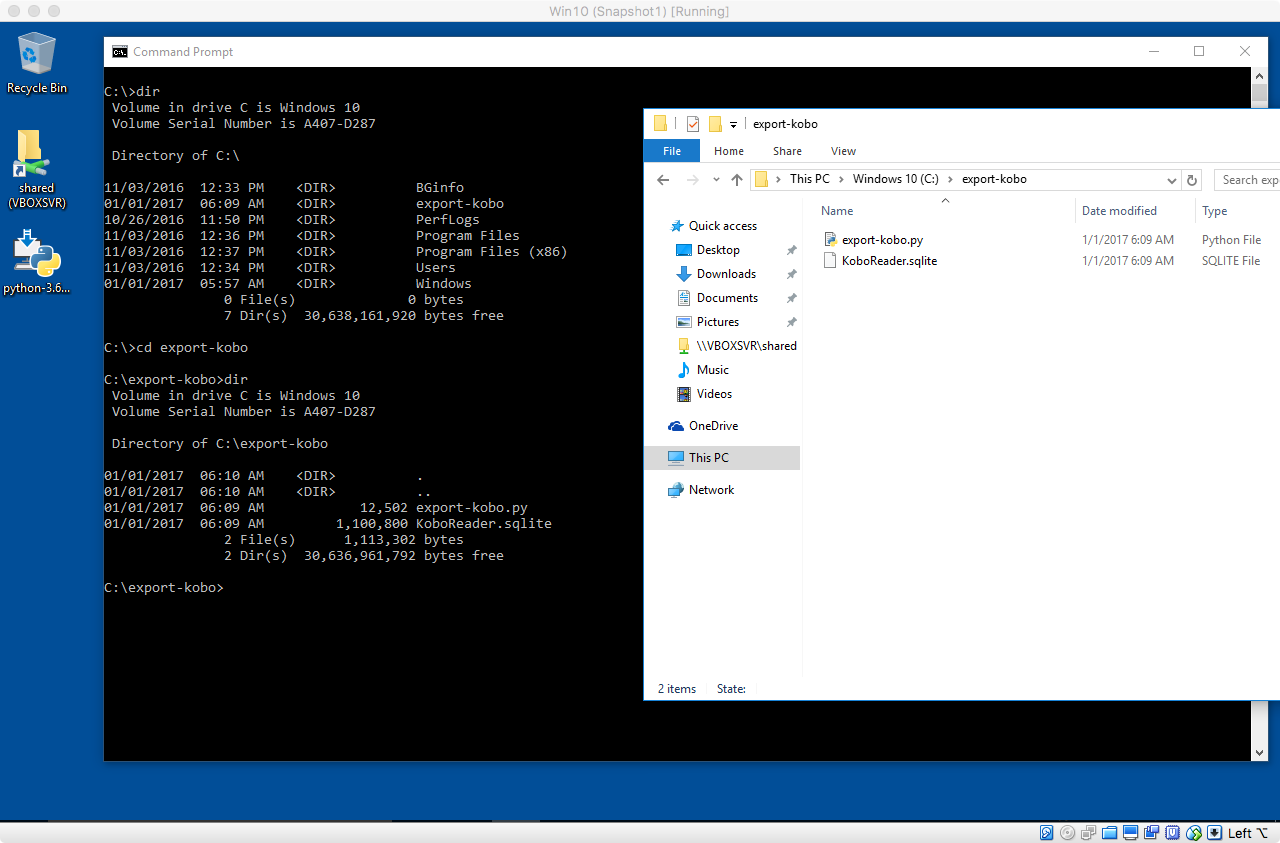 Win10 (Snapshot1) [Running]
Recycle Bin
shared
(VBOXSVR)
python-3.6...
Command Prompt
C:\>dir
Volume in drive C is Windows 10
Volume Serial Number is A407-D287
Directory of C:\
11/03/2016  12:33 PM    <DIR>          BGinfo
01/01/2017  06:09 AM    <DIR>          export-kobo
10/26/2016  11:50 PM    <DIR>          PerfLogs
11/03/2016  12:36 PM    <DIR>          Program Files
11/03/2016  12:37 PM    <DIR>          Program Files (x86)
11/03/2016  12:34 PM    <DIR>          Users
01/01/2017  05:57 AM    <DIR>          Windows
0 File(s)              0 bytes
7 Dir(s)  30,638,161,920 bytes free
C:\>cd export-kobo
C:\export-kobo>dir
Volume in drive C is Windows 10
Volume Serial Number is A407-D287
Directory of C:\export-kobo
01/01/2017  06:10 AM    <DIR>          .
01/01/2017  06:10 AM    <DIR>          ..
01/01/2017  06:09 AM            12,502 export-kobo.py
01/01/2017  06:09 AM         1,100,800 KoboReader.sqlite
2 File(s)      1,113,302 bytes
2 Dir(s)  30,636,961,792 bytes free
C:\export-kobo>
export-kobo
File Home Share View
This PC > Windows 10 (C:) > export-kobo
Search exp
Quick access
Desktop
Downloads
Documents
Pictures
\\VBOXSVR\shared
Music
Videos
OneDrive
This PC
Network
Name Date modified Type
export-kobo.py 1/1/2017 6:09 AM Python File
KoboReader.sqlite 1/1/2017 6:09 AM SQLITE File
2 items State:
Left ⌥